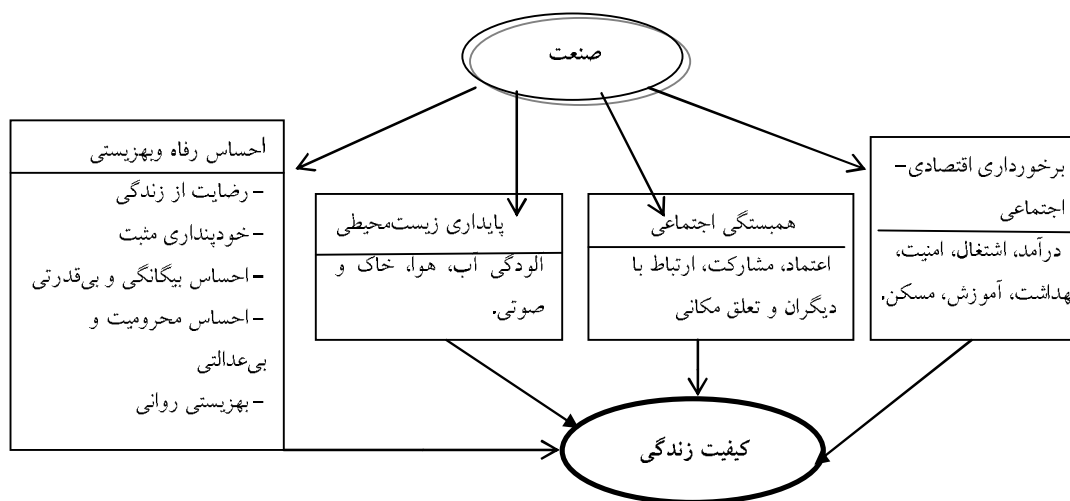 صنعت
برخورداری اقتصادی-
اجتماعی
درآمد، اشتغال، امنیت،
بهداشت، آموزش، مسکن.
همبستگی اجتماعی
اعتماد، مشارکت، ارتباط با
دیگران و تعلق مکانی
پایداری زیست‌محیطی
الودگی آب، هوا، خاک و
صوتی.
احساس رفاه وبهزیستی
-رضایت از زندگی
-خودپنداری مثبت
-احساس بیگانگی و بی‌قدرتی
-احساس محرومیت و
بی‌عدالتی
-بهزیستی روانی
کیفیت زندگی